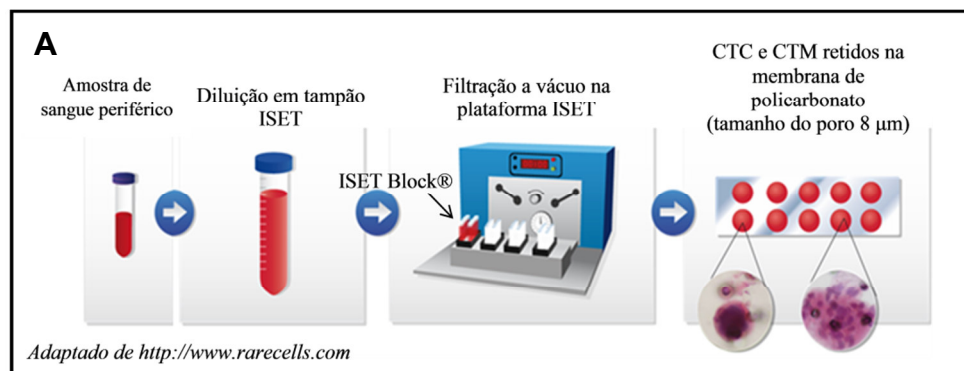 A
Amostra de
sangue periférico
Diluição em tampão
ISET
Filtração a vácuo na
plataforma ISET
CTC e CTM retidos na
membrana de
policarbonato
(tamanho do poro 8 µm)
ISET Block®
Adaptado de http://www.rarecells.com